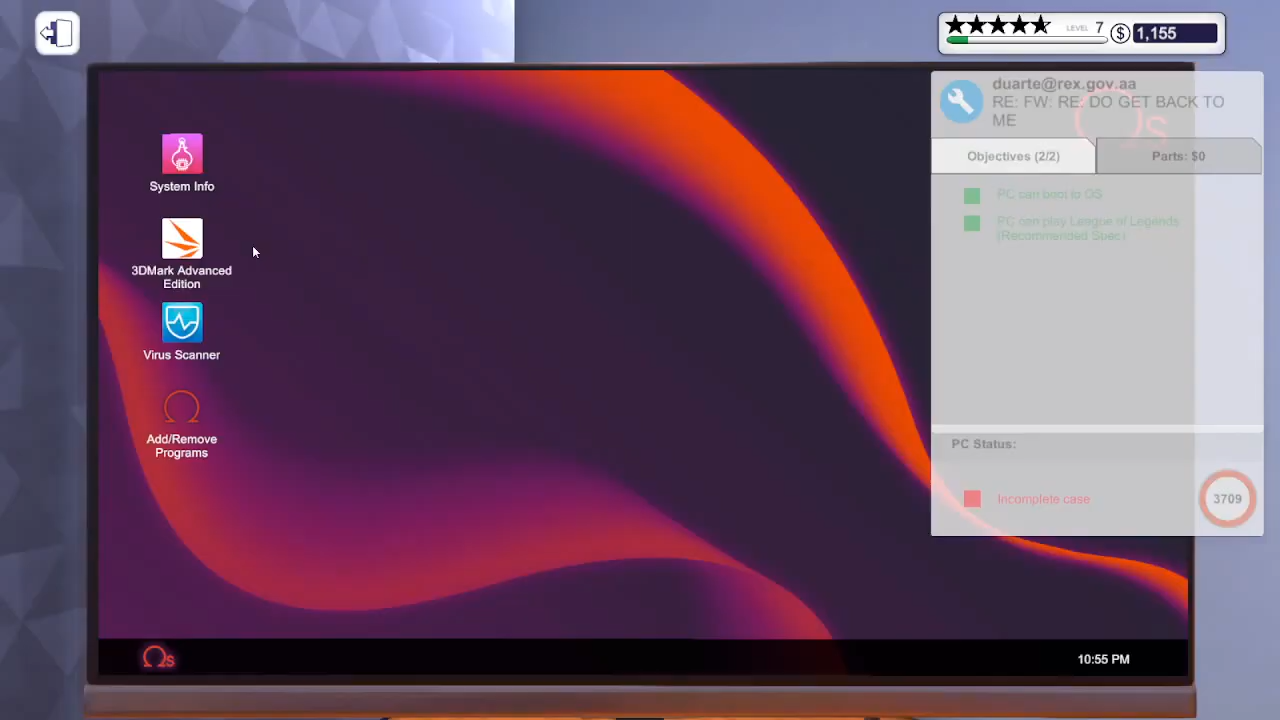 LEVEL 7
$ 1,155
duarte@rex.gov.aa
RE: FW: RE: DO GET BACK TO
ME
Objectives (2/2)
Parts: $0
PC can boot to OS
PC can play League of Legends
(Recommended Spec)
PC Status:
Incomplete case
3709
System Info
3DMark Advanced
Edition
Virus Scanner
Add/Remove
Programs
Ωs
10:55 PM